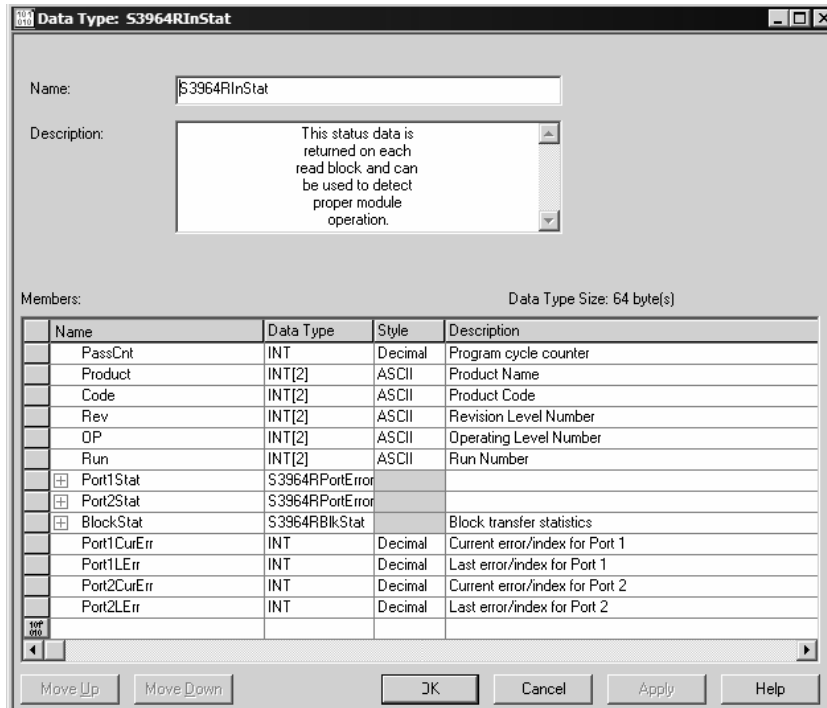 Data Type: S3964RInStat
Name: S3964RInStat
Description: This status data is
returned on each
read block and can
be used to detect
proper module
operation.
Members: Data Type Size: 64 byte(s)
Name Data Type Style Description
PassCnt INT Decimal Program cycle counter
Product INT[2] ASCII Product Name
Code INT[2] ASCII Product Code
Rev INT[2] ASCII Revision Level Number
OP INT[2] ASCII Operating Level Number
Run INT[2] ASCII Run Number
Port1Stat S3964RPortError
Port2Stat S3964RPortError
BlockStat S3964RBlkStat Block transfer statistics
Port1CurErr INT Decimal Current error/index for Port 1
Port1LErr INT Decimal Last error/index for Port 1
Port2CurErr INT Decimal Current error/index for Port 2
Port2LErr INT Decimal Last error/index for Port 2
Move Up Move Down OK Cancel Apply Help